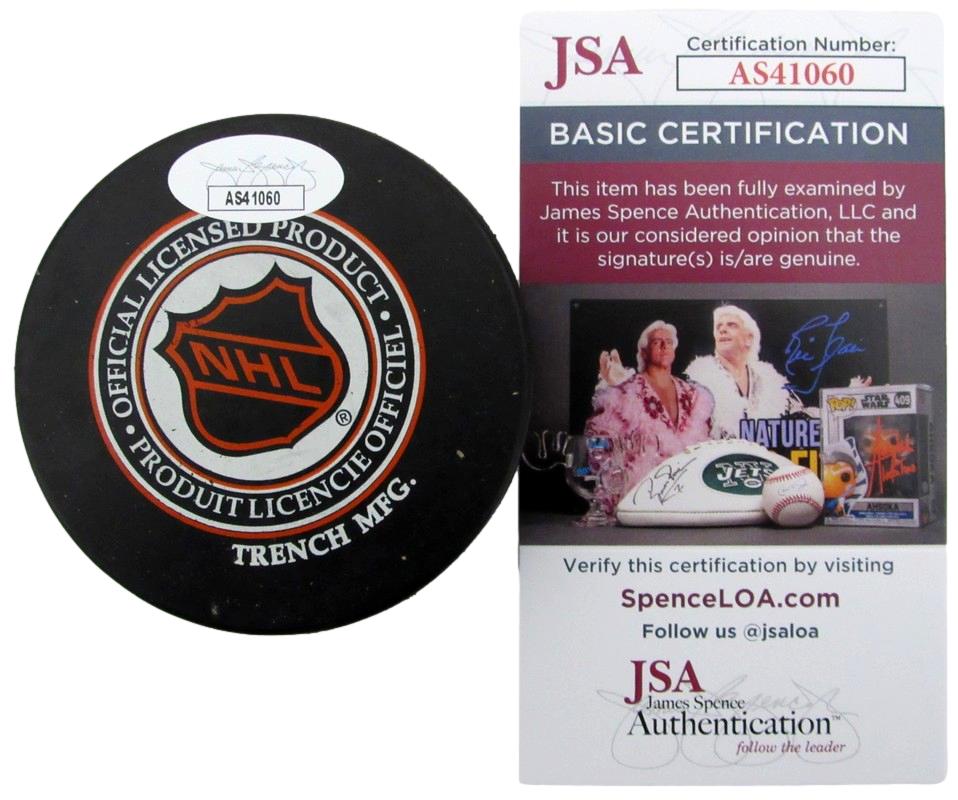 AS41060
OFFICIAL LICENSED PRODUCT •
PRODUIT LICENCIE OFFICIEL •
NHL
®
TRENCH MFG.
JSA
Certification Number:
AS41060
BASIC CERTIFICATION
This item has been fully examined by
James Spence Authentication, LLC and
it is our considered opinion that the
signature(s) is/are genuine.
NATURE
JETS
POP!
STAR
WARS
409
AHSOKA
Verify this certification by visiting
SpenceLOA.com
Follow us @jsaloa
JSA
James Spence
Authentication™
follow the leader